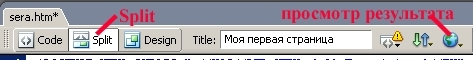 Split просмотр результата
sera.htm*
Code Split Design Title: Моя первая страница